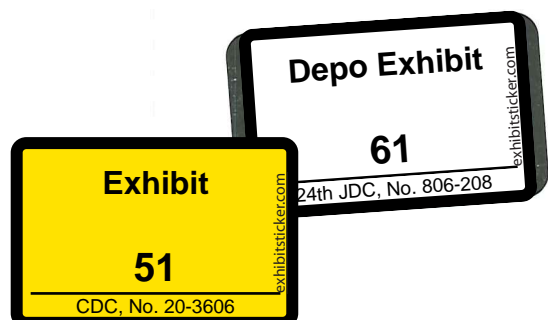 Depo Exhibit
61
24th JDC, No. 806-208
exhibitsticker.com
Exhibit
51
CDC, No. 20-3606
exhibitsticker.com